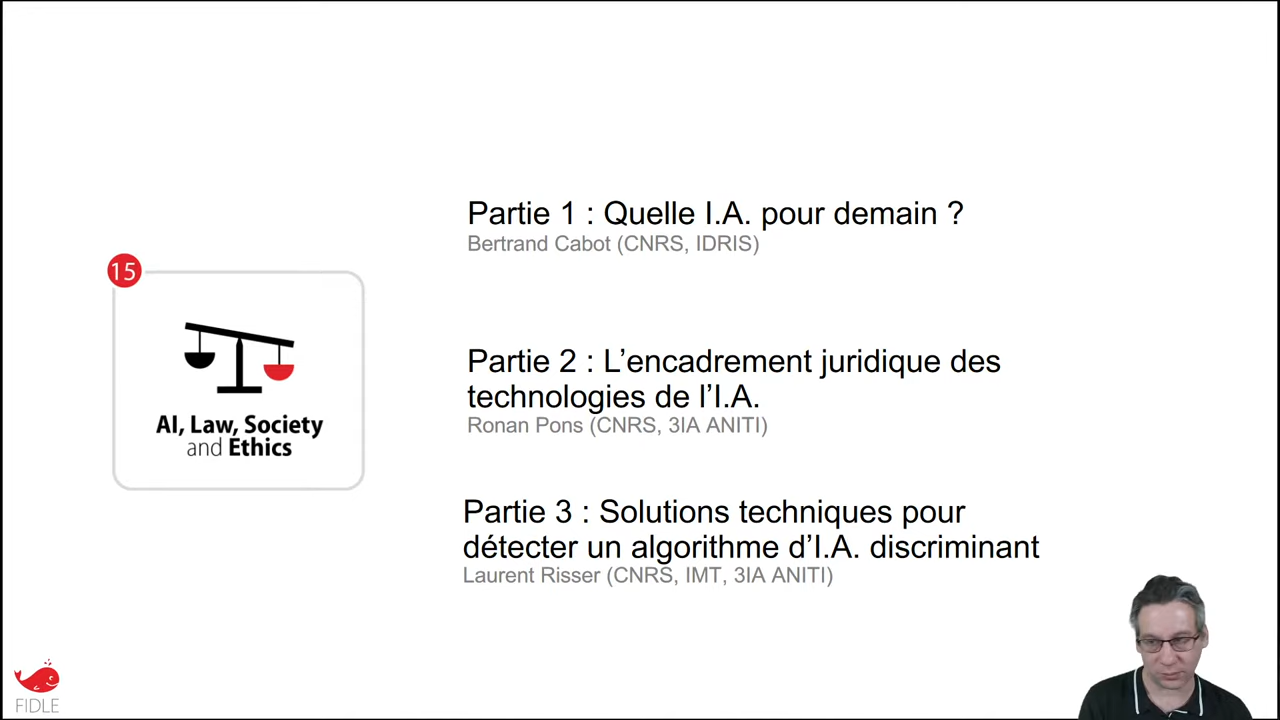 15
AI, Law, Society
and Ethics
Partie 1 : Quelle I.A. pour demain ?
Bertrand Cabot (CNRS, IDRIS)
Partie 2 : L’encadrement juridique des
technologies de l’I.A.
Ronan Pons (CNRS, 3IA ANITI)
Partie 3 : Solutions techniques pour
détecter un algorithme d’I.A. discriminant
Laurent Risser (CNRS, IMT, 3IA ANITI)
FIDLE